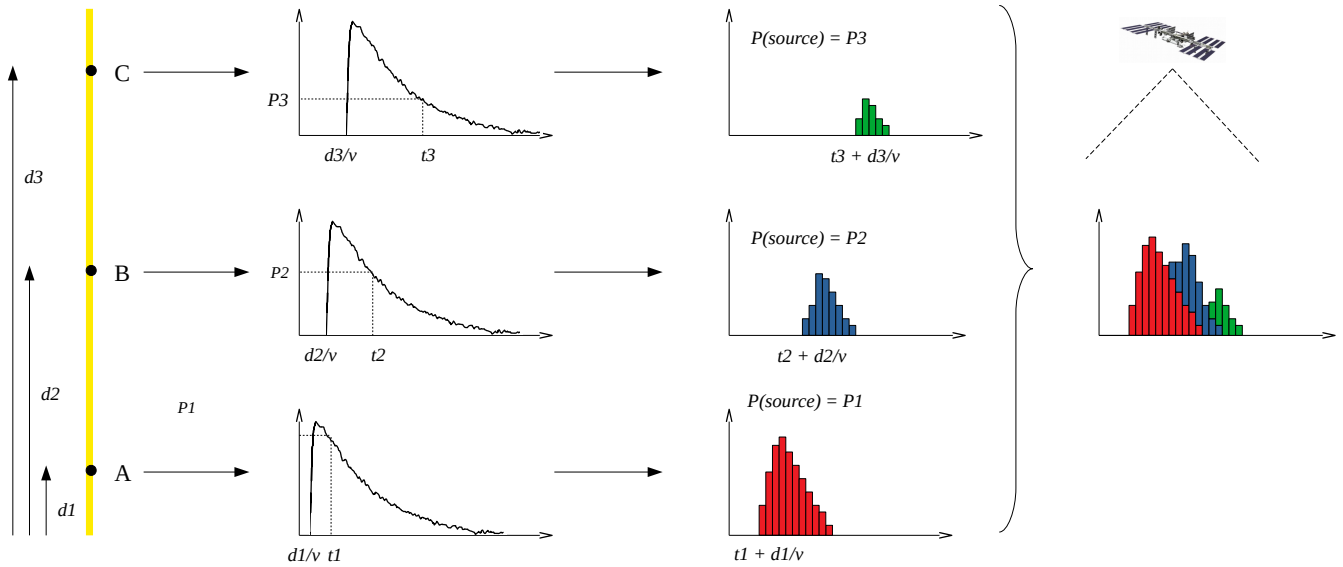 C
d3
P3
d3/v
t3
P(source) = P3
t3 + d3/v
B
d2
P2
d2/v
t2
P(source) = P2
t2 + d2/v
P1
A
d1
d1/v
t1
P(source) = P1
t1 + d1/v